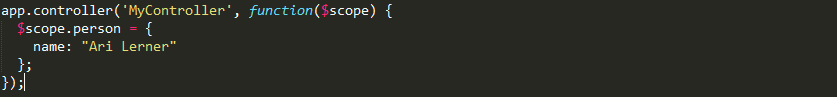 app.controller('MyController', function($scope) {
  $scope.person = {
    name: "Ari Lerner"
  };
});